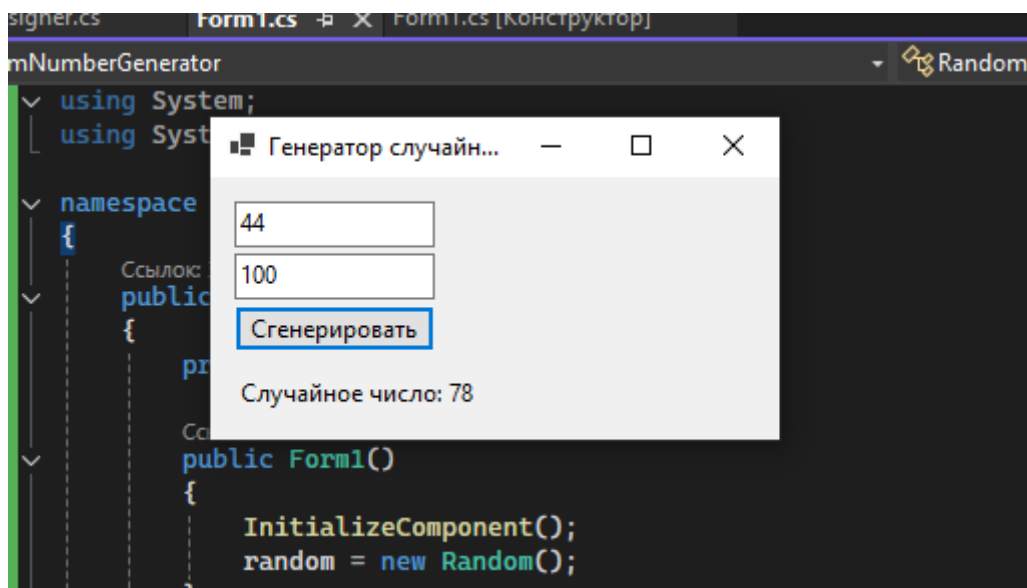 signer.cs Form1.cs Form1.cs [Конструктор]
mNumberGenerator Random
using System;
using Syst
Генератор случайн...
namespace
44
{
Ссылок:
100
public
{
Сгенерировать
pr
Случайное число: 78
Сс
public Form1()
{
InitializeComponent();
random = new Random();